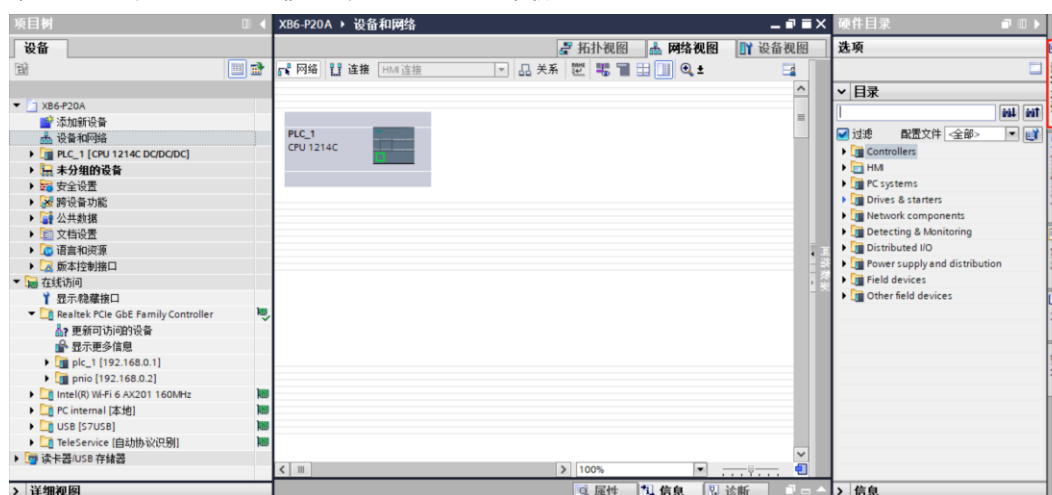 项目树
XB6-P20A ▸ 设备和网络
硬件目录
设备
拓扑视图
网络视图
设备视图
选项
网络
连接
HMI 连接
关系
目录
过滤
配置文件
<全部>
XB6-P20A
添加新设备
设备和网络
PLC_1 [CPU 1214C DC/DC/DC]
未分组的设备
安全设置
跨设备功能
公共数据
文档设置
语言和资源
版本控制接口
在线访问
显示/隐藏接口
Realtek PCIe GbE Family Controller
更新可访问的设备
显示更多信息
plc_1 [192.168.0.1]
pnio [192.168.0.2]
Intel(R) Wi-Fi 6 AX201 160MHz
PC internal [本地]
USB [S7USB]
TeleService [自动协议识别]
读卡器/USB 存储器
PLC_1
CPU 1214C
Controllers
HMI
PC systems
Drives & starters
Network components
Detecting & Monitoring
Distributed I/O
Power supply and distribution
Field devices
Other field devices
网络数据
100%
详细视图
属性
信息
诊断
信息